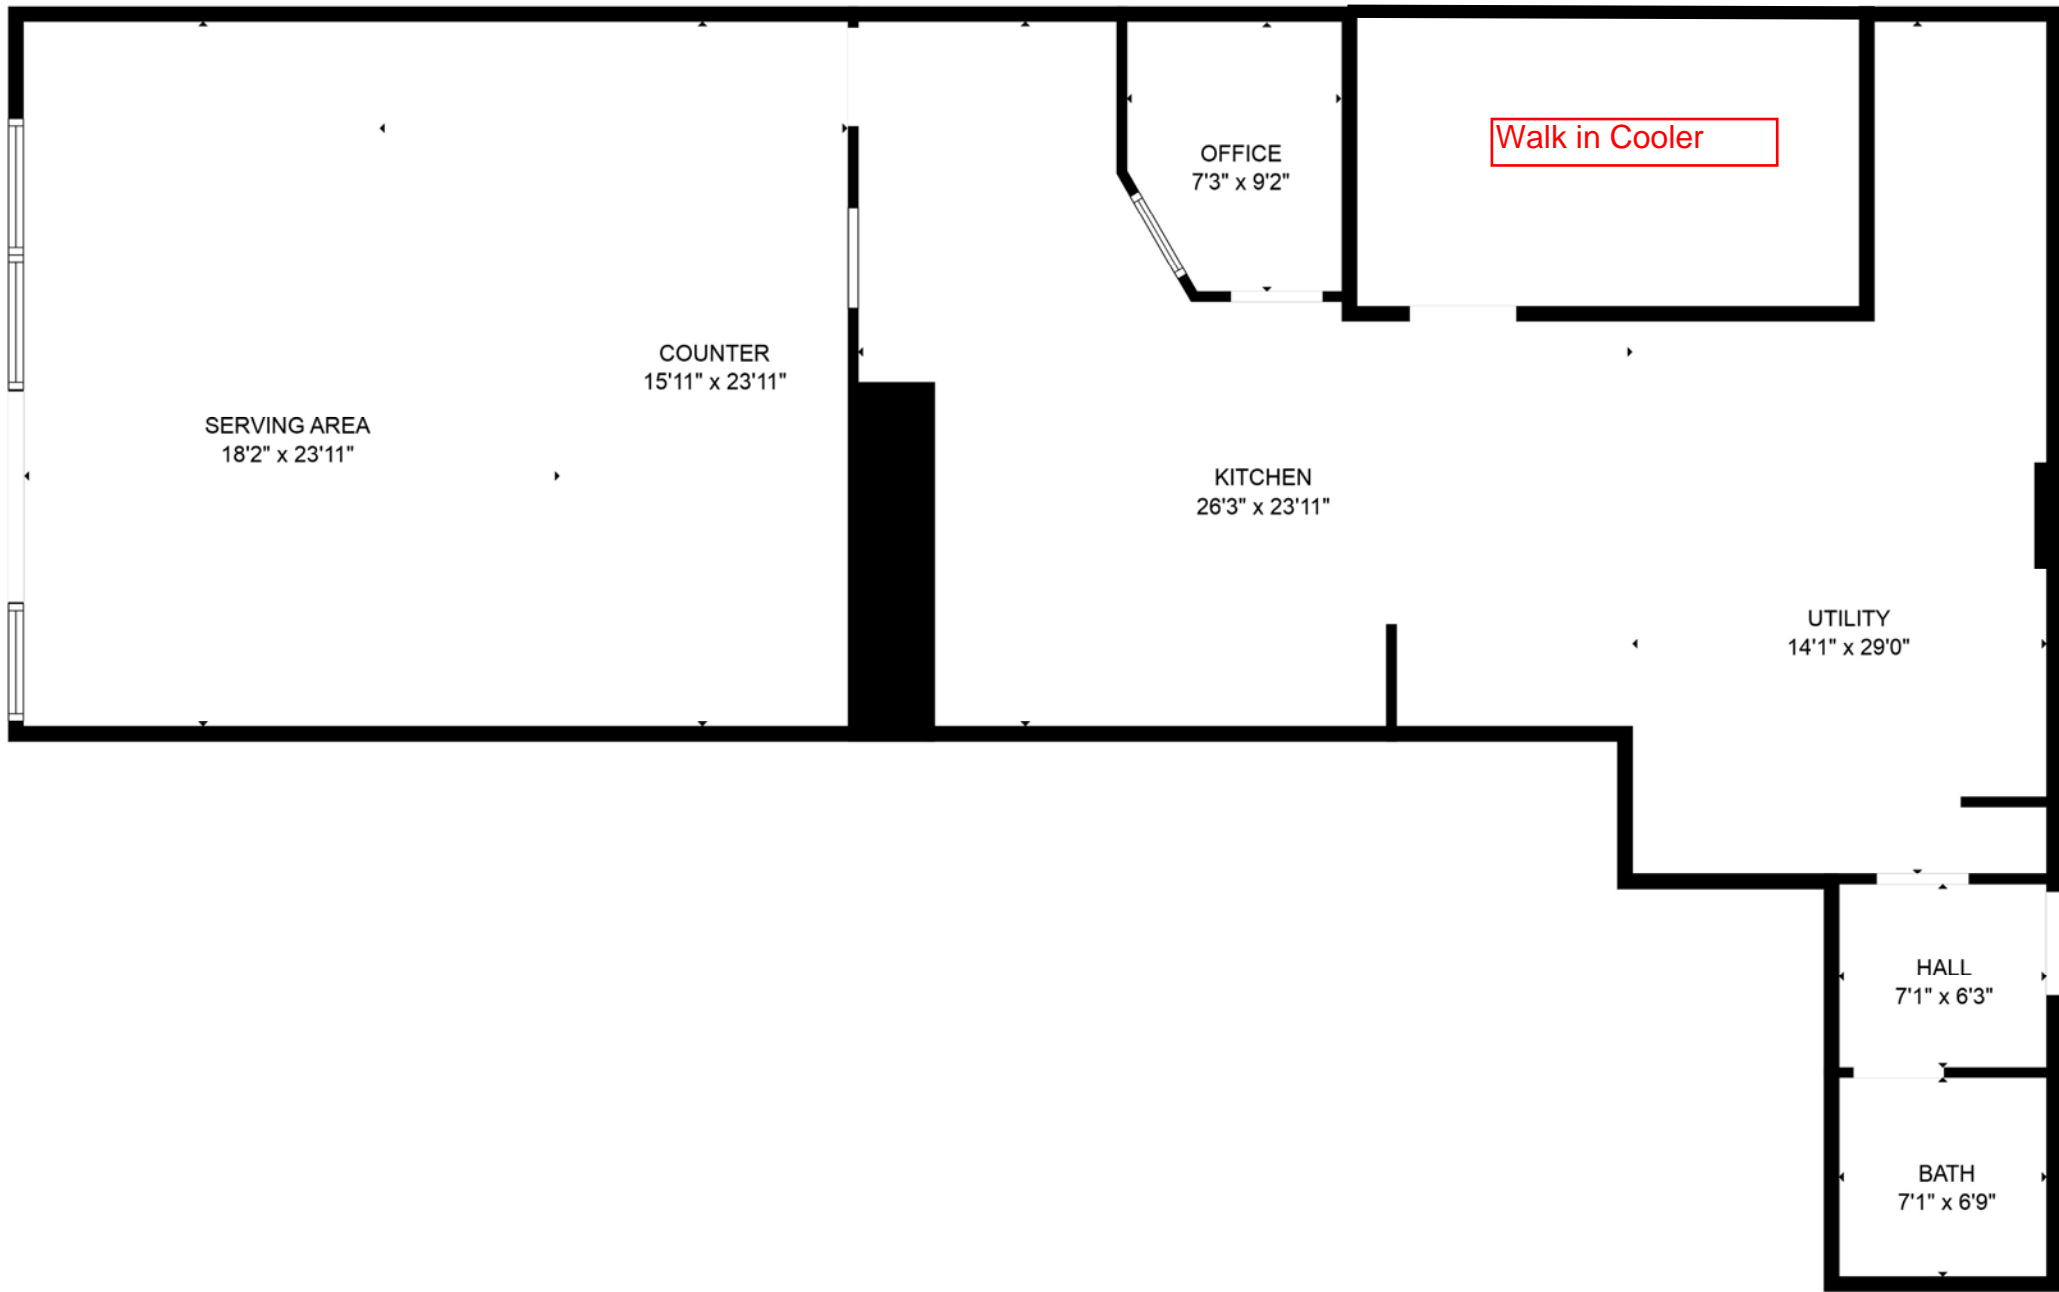 Walk in Cooler
OFFICE
7'3" x 9'2"
COUNTER
15'11" x 23'11"
SERVING AREA
18'2" x 23'11"
KITCHEN
26'3" x 23'11"
UTILITY
14'1" x 29'0"
HALL
7'1" x 6'3"
BATH
7'1" x 6'9"